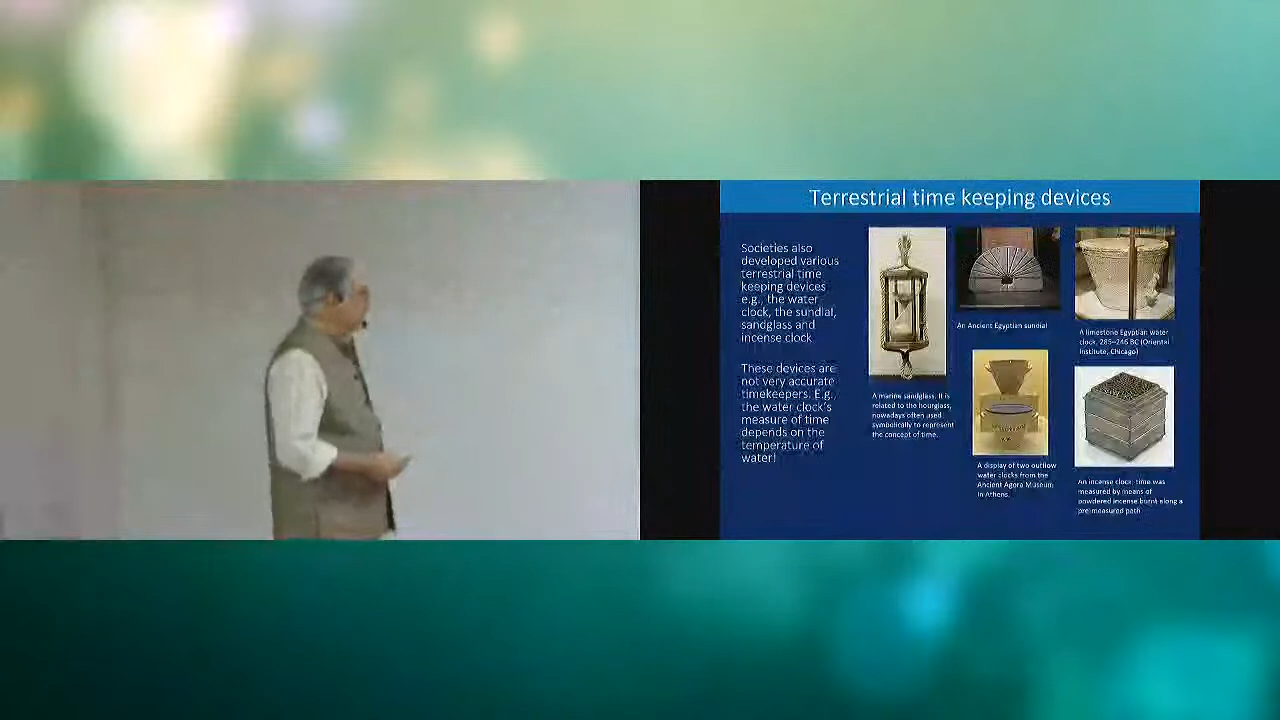 Terrestrial time keeping devices
Societies also
developed various
terrestrial time
keeping devices
e.g., the water
clock, the sundial,
sandglass and
incense clock
These devices are
not very accurate
timekeepers. E.g.,
the water clock's
measure of time
depends on the
temperature of
water!
A marine sandglass. It is
related to the hourglass,
nowadays often used
symbolically to represent
the concept of time.
An Ancient Egyptian sundial
A limestone Egyptian water
clock, 285–246 BC (Oriental
Institute, Chicago)
A display of two outflow
water clocks from the
Ancient Agora Museum
in Athens.
An incense clock; time was
measured by means of
powdered incense burnt along a
pre-measured path